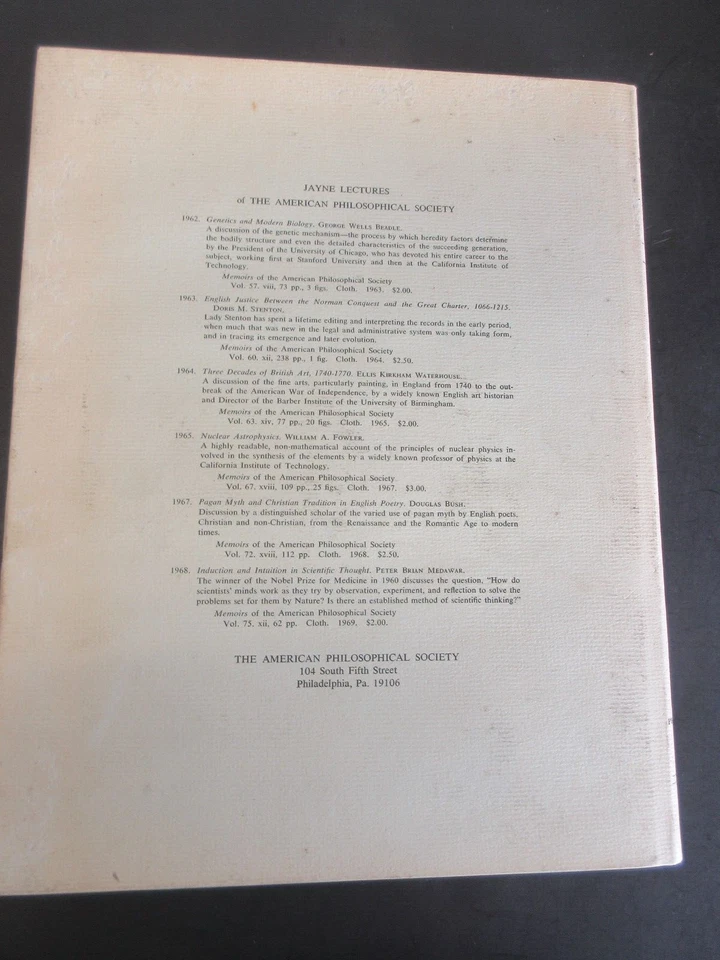 JAYNE LECTURES
of THE AMERICAN PHILOSOPHICAL SOCIETY
1962. Genetics and Modern Biology. GEORGE WELLS BEADLE.
A discussion of the genetic mechanism—the process by which heredity factors determine
the bodily structure and even the detailed characteristics of the succeeding generation,
by the President of the University of Chicago, who has devoted his entire career to the
subject, working first at Stanford University and then at the California Institute of
Technology.
Memoirs of the American Philosophical Society
Vol. 57. viii, 73 pp., 3 figs. Cloth. 1963. $2.00.
1963. English Justice Between the Norman Conquest and the Great Charter, 1066-1215.
DORIS M. STENTON.
Lady Stenton has spent a lifetime editing and interpreting the records in the early period,
when much that was new in the legal and administrative system was only taking form,
and in tracing its emergence and later evolution.
Memoirs of the American Philosophical Society
Vol. 60. xii, 238 pp., 1 fig. Cloth. 1964. $2.50.
1964. Three Decades of British Art, 1740-1770. ELLIS KIRKHAM WATERHOUSE.
A discussion of the fine arts, particularly painting, in England from 1740 to the out-
break of the American War of Independence, by a widely known English art historian
and Director of the Barber Institute of the University of Birmingham.
Memoirs of the American Philosophical Society
Vol. 63. xiv, 77 pp., 20 figs. Cloth. 1965. $2.00.
1965. Nuclear Astrophysics. WILLIAM A. FOWLER.
A highly readable, non-mathematical account of the principles of nuclear physics in-
volved in the synthesis of the elements by a widely known professor of physics at the
California Institute of Technology.
Memoirs of the American Philosophical Society
Vol. 67. xviii, 109 pp., 25 figs. Cloth. 1967. $3.00.
1967. Pagan Myth and Christian Tradition in English Poetry. DOUGLAS BUSH.
Discussion by a distinguished scholar of the varied use of pagan myth by English poets,
Christian and non-Christian, from the Renaissance and the Romantic Age to modern
times.
Memoirs of the American Philosophical Society
Vol. 72. xviii, 112 pp. Cloth. 1968. $2.50.
1968. Induction and Intuition in Scientific Thought. PETER BRIAN MEDAWAR.
The winner of the Nobel Prize for Medicine in 1960 discusses the question, "How do
scientists' minds work as they try by observation, experiment, and reflection to solve the
problems set for them by Nature? Is there an established method of scientific thinking?"
Memoirs of the American Philosophical Society
Vol. 75. xii, 62 pp. Cloth. 1969. $2.00.
THE AMERICAN PHILOSOPHICAL SOCIETY
104 South Fifth Street
Philadelphia, Pa. 19106